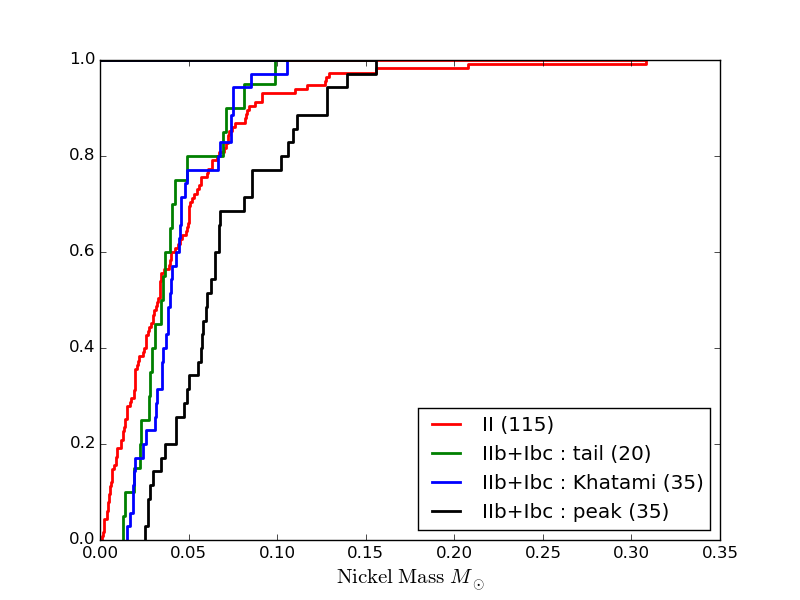 1.0
0.8
0.6
0.4
0.2
0.0
0.00 0.05 0.10 0.15 0.20 0.25 0.30 0.35
Nickel Mass M⊙
II (115)
IIb+Ibc : tail (20)
IIb+Ibc : Khatami (35)
IIb+Ibc : peak (35)